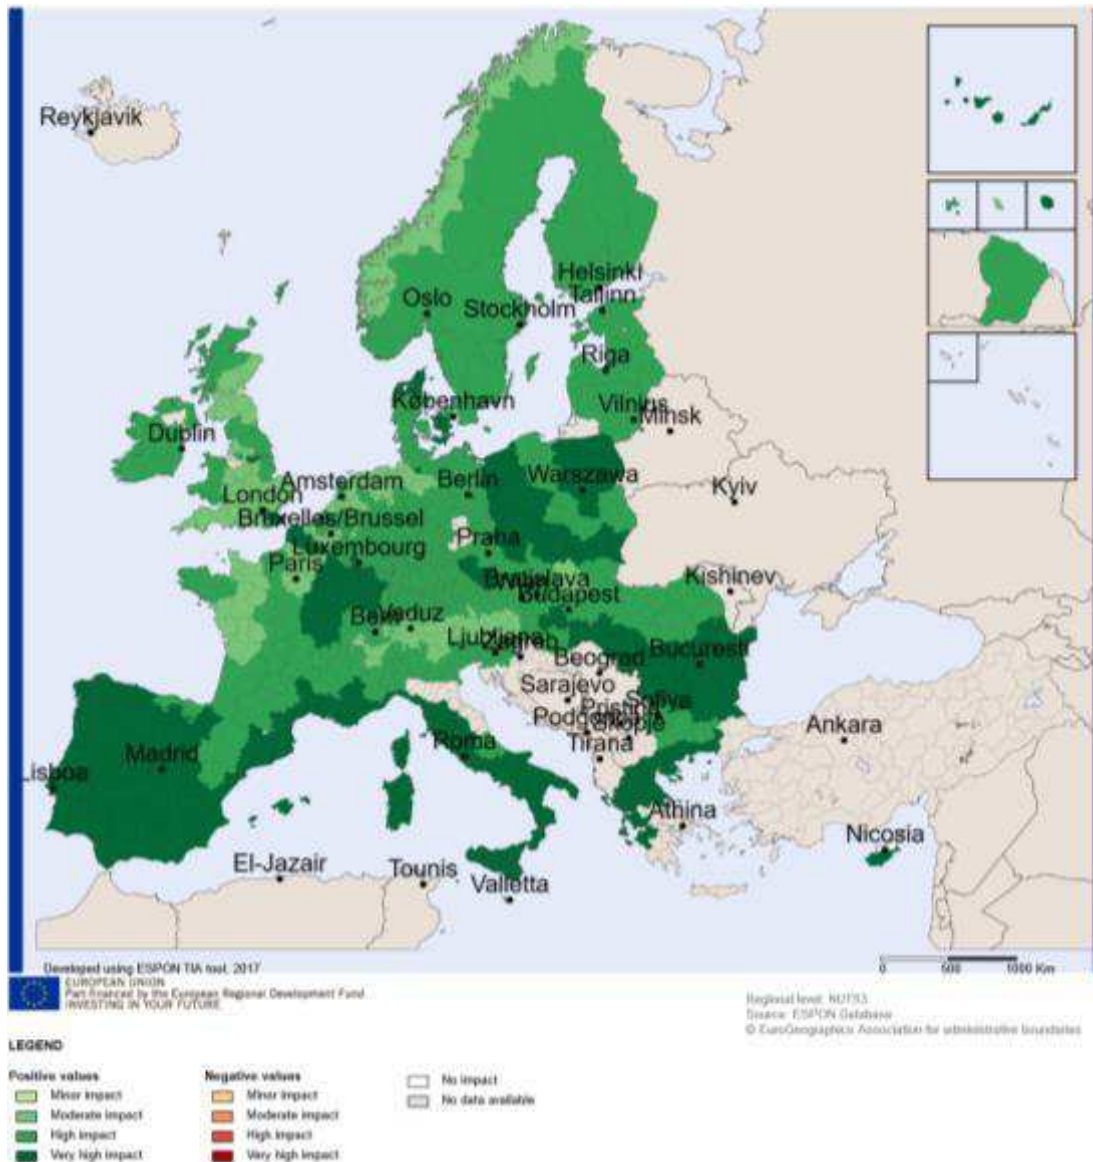 Reykjavik
Helsinki
Tallinn
Oslo
Stockholm
Riga
København
Vilnius
Minsk
Dublin
Amsterdam
Berlin
Warszawa
London
Kyiv
Bruxelles/Brussel
Praha
Luxembourg
Paris
Bratislava
Kishinev
Budapest
Vaduz
Ljubljana
Zagreb
Beograd
Bucuresti
Sarajevo
Sofiya
Skopje
Ankara
Roma
Tirana
Madrid
Lisboa
Athina
Nicosia
El-Jazair
Tounis
Valletta
Developed using ESPON TIA tool, 2017
0 500 1000 Km
EUROPEAN UNION
Part-financed by the European Regional Development Fund
INVESTING IN YOUR FUTURE
Regional level: NUTS3
Source: ESPON Database
© EuroGeographics Association for administrative boundaries
LEGEND
Positive values
Minor impact
Moderate impact
High impact
Very high impact
Negative values
Minor impact
Moderate impact
High impact
Very high impact
No impact
No data available